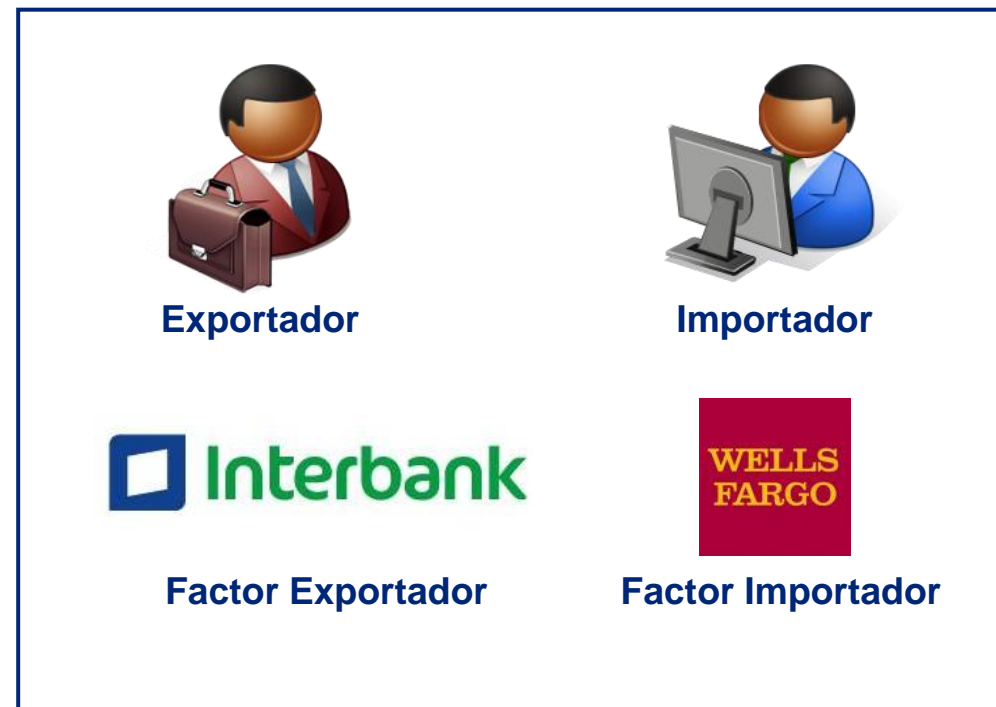 Exportador
Importador
Interbank
WELLS
FARGO
Factor Exportador
Factor Importador